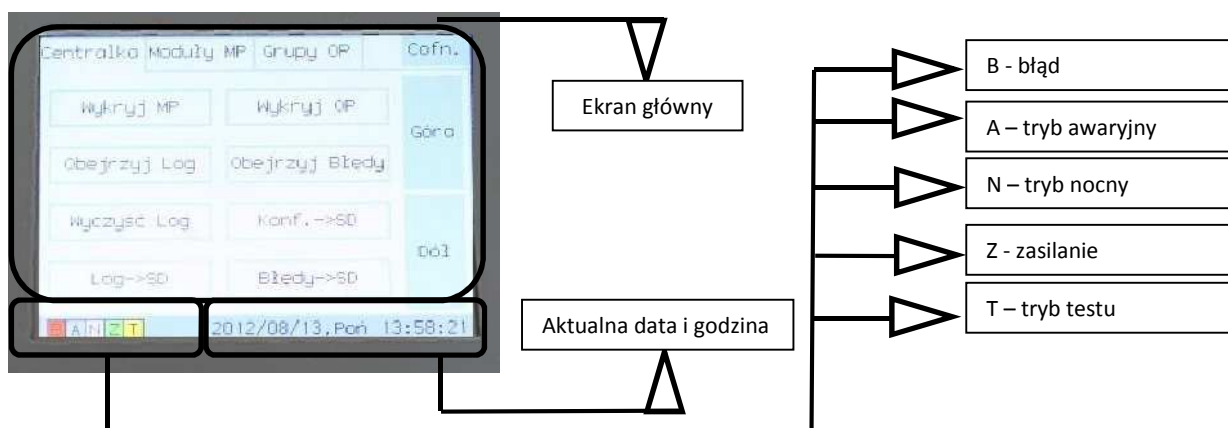 Centralka Moduły MP Grupy OP Cofn.
Wykryj MP Wykryj OP
Góra
Obejrzyj Log Obejrzyj Błędy
Wyczyść Log Konf.->SD
Dół
Log->SD Błędy->SD
B A N Z T 2012/08/13,Pon 13:58:21
Ekran główny
Aktualna data i godzina
B - błąd
A – tryb awaryjny
N – tryb nocny
Z - zasilanie
T – tryb testu